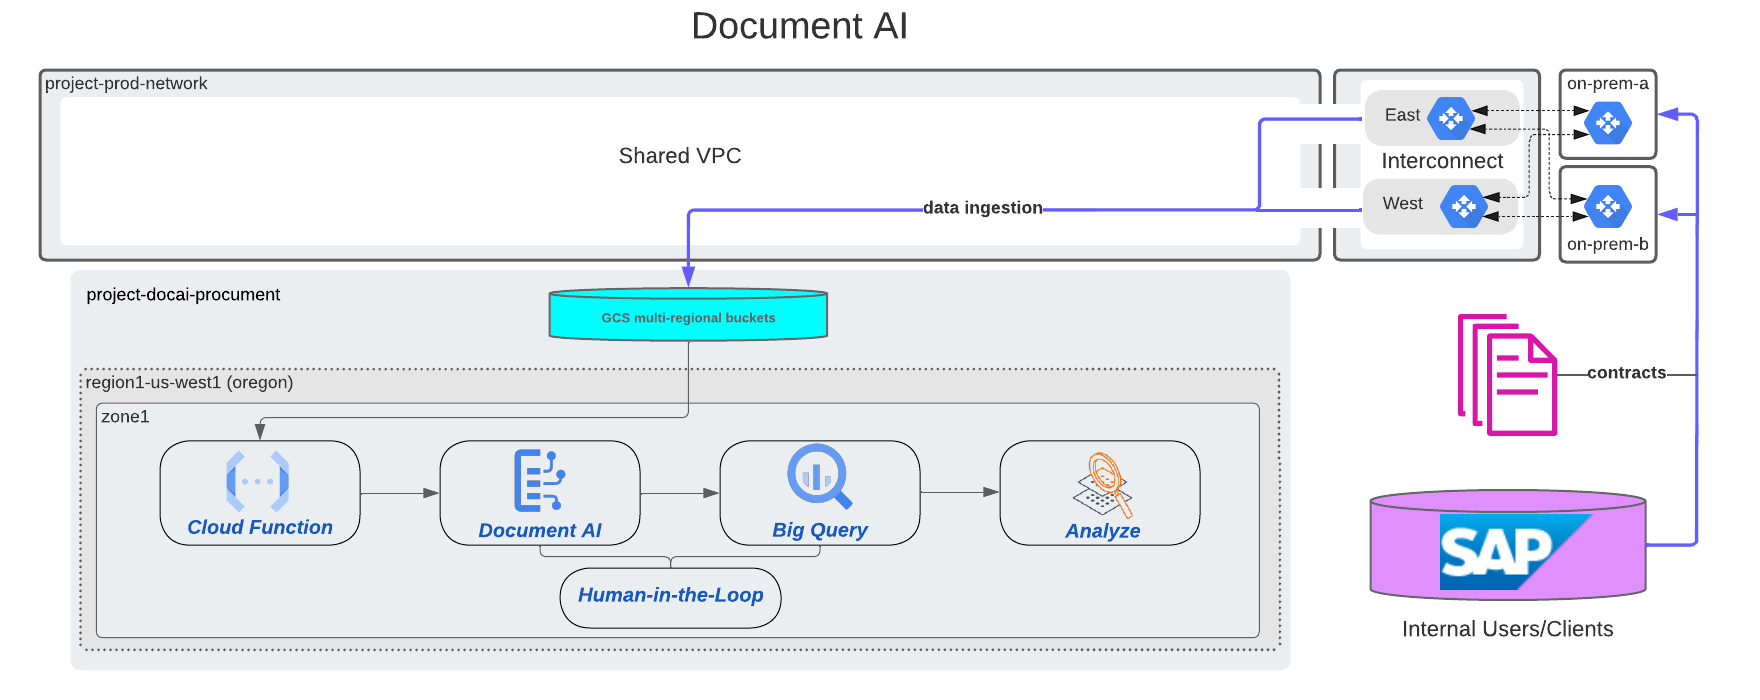 Document AI
project-prod-network
Shared VPC
data ingestion
East
Interconnect
West
on-prem-a
on-prem-b
project-docai-procument
GCS multi-regional buckets
region1-us-west1 (oregon)
zone1
Cloud Function
Document AI
Big Query
Analyze
Human-in-the-Loop
contracts
SAP
Internal Users/Clients